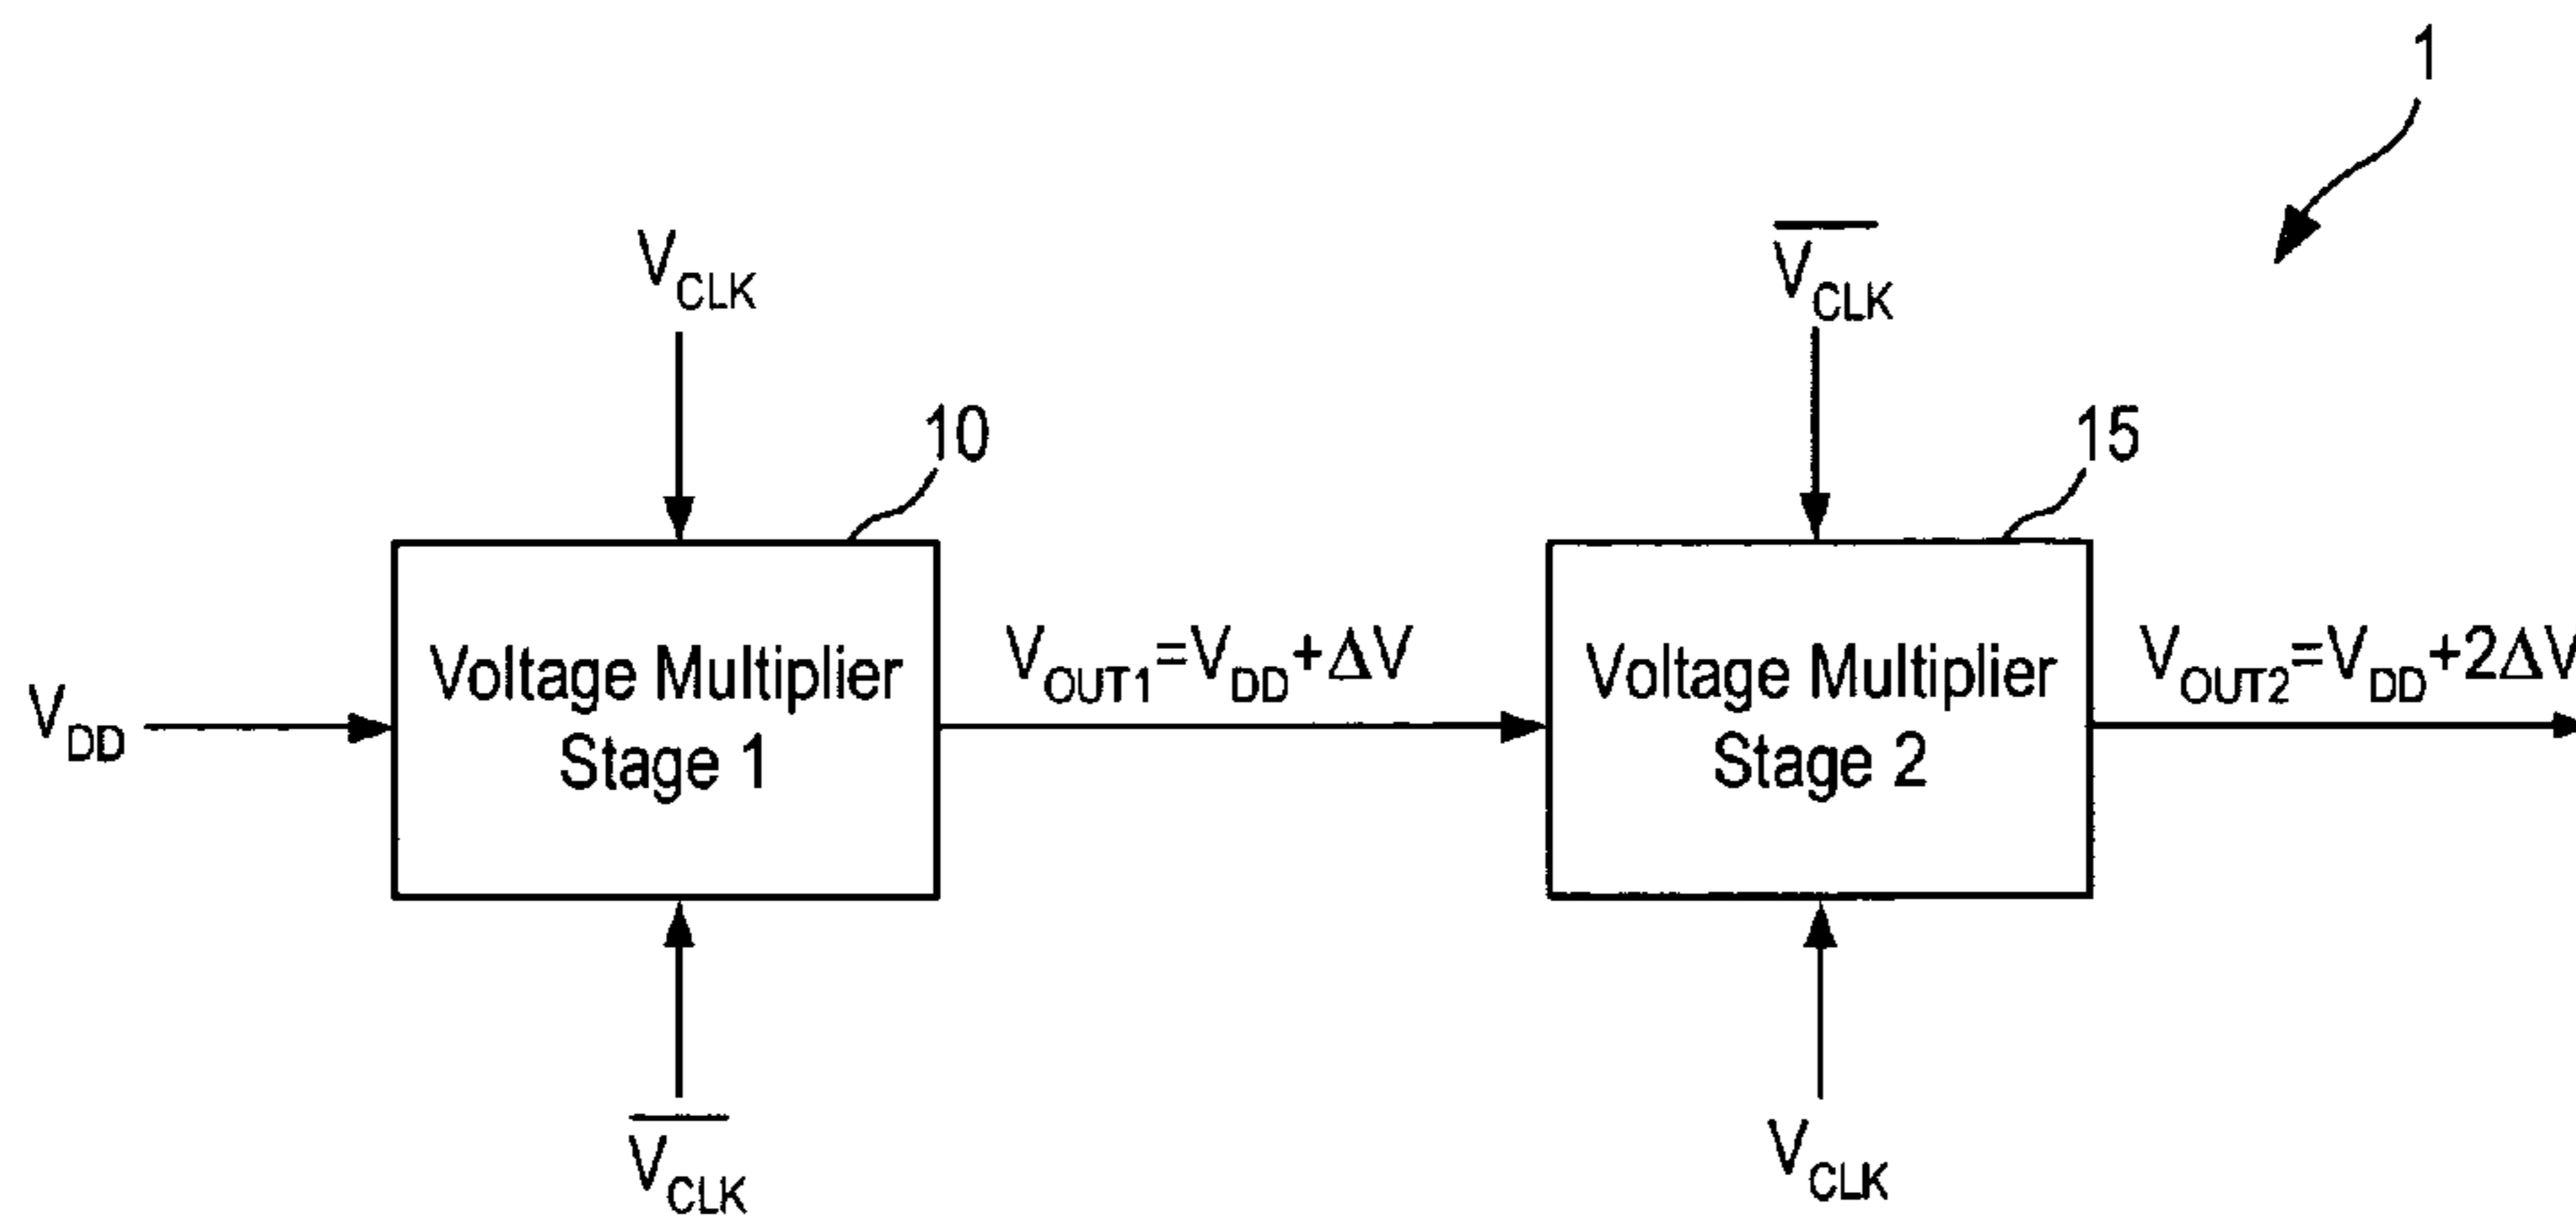 1
V_CLK
V̅_CLK
10
15
V_DD
Voltage Multiplier
Stage 1
V_OUT1=V_DD+ΔV
Voltage Multiplier
Stage 2
V_OUT2=V_DD+2ΔV
V̅_CLK
V_CLK